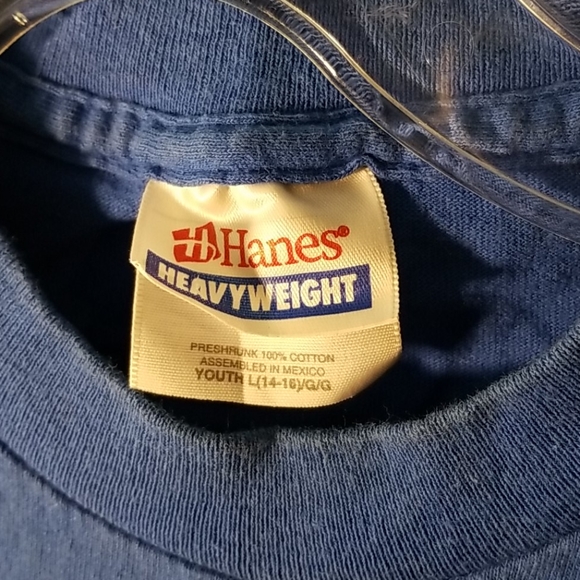 Hanes®
HEAVYWEIGHT
PRESHRUNK 100% COTTON
ASSEMBLED IN MEXICO
YOUTH L(14-16)/G/G